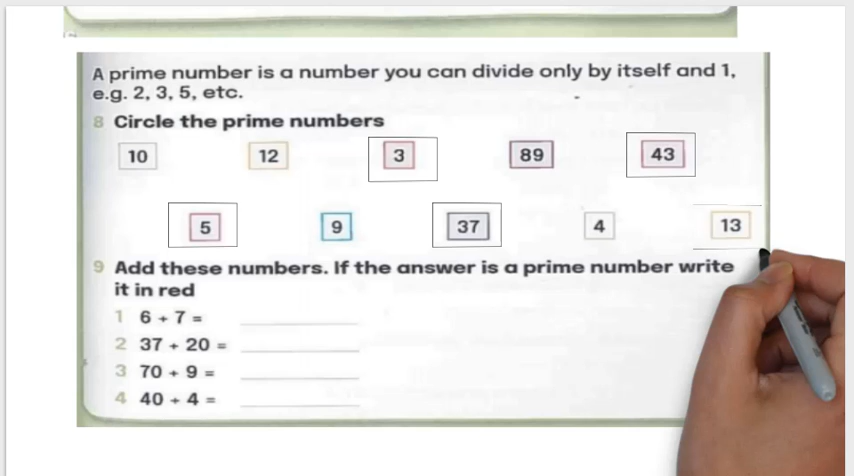 A prime number is a number you can divide only by itself and 1,
e.g. 2, 3, 5, etc.
8 Circle the prime numbers
10 12 3 89 43
5 9 37 4 13
9 Add these numbers. If the answer is a prime number write
it in red
1 6 + 7 =
2 37 + 20 =
3 70 + 9 =
4 40 + 4 =